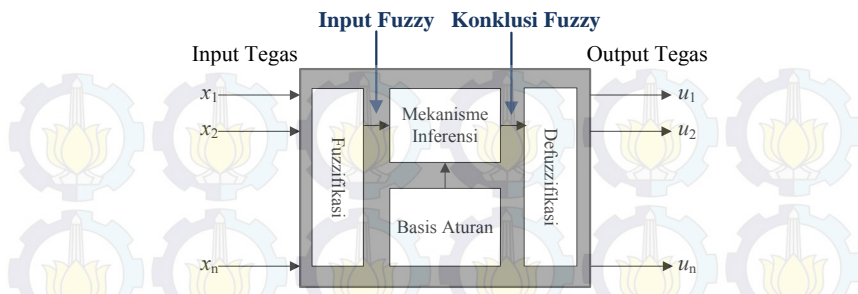 Input Fuzzy Konklusi Fuzzy
Input Tegas
Output Tegas
x1
x2
xn
Fuzzifikasi
Mekanisme
Inferensi
Basis Aturan
Defuzzifikasi
u1
u2
un